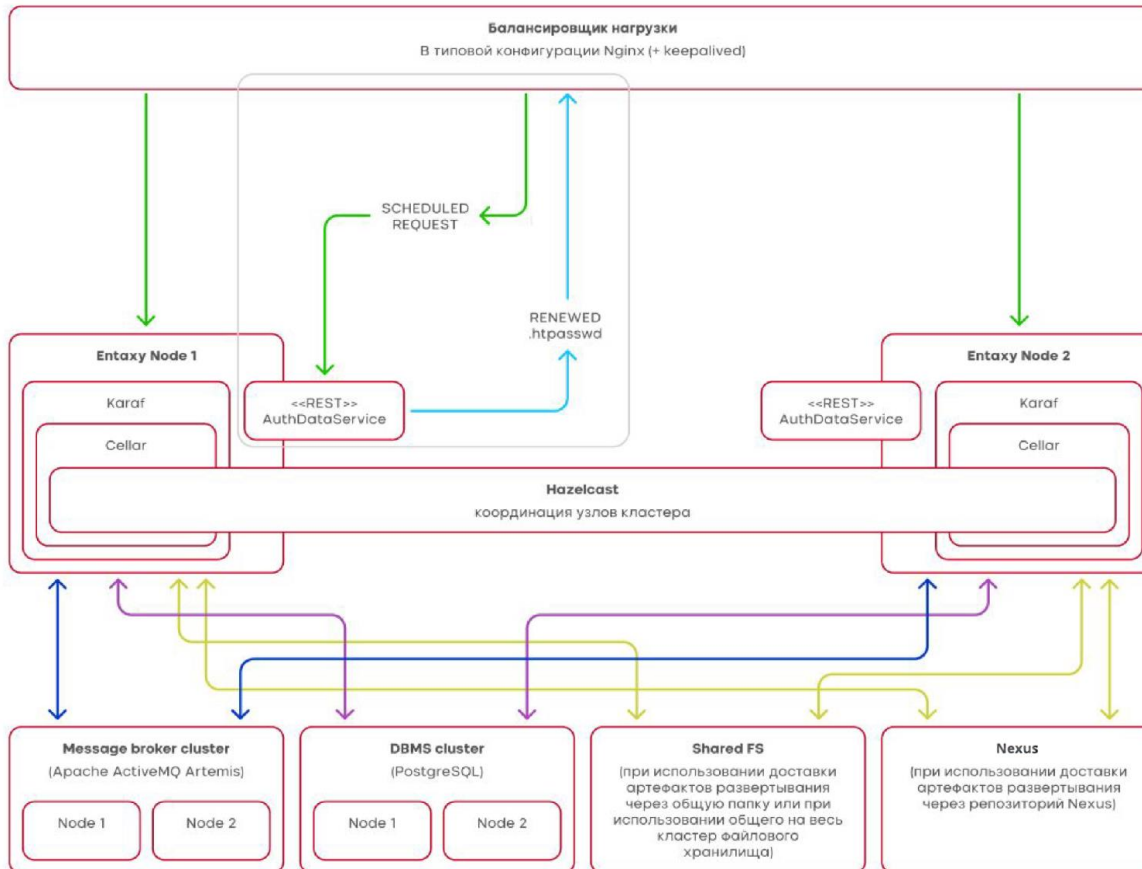 Балансировщик нагрузки
В типовой конфигурации Nginx (+ keepalived)
SCHEDULED
REQUEST
RENEWED
.htpasswd
Entaxy Node 1
Karaf
Cellar
<<REST>>
AuthDataService
Entaxy Node 2
<<REST>>
AuthDataService
Karaf
Cellar
Hazelcast
координация узлов кластера
Message broker cluster
(Apache ActiveMQ Artemis)
Node 1
Node 2
DBMS cluster
(PostgreSQL)
Node 1
Node 2
Shared FS
(при использовании доставки
артефактов развертывания
через общую папку или при
использовании общего на весь
кластер файлового
хранилища)
Nexus
(при использовании доставки
артефактов развертывания
через репозиторий Nexus)